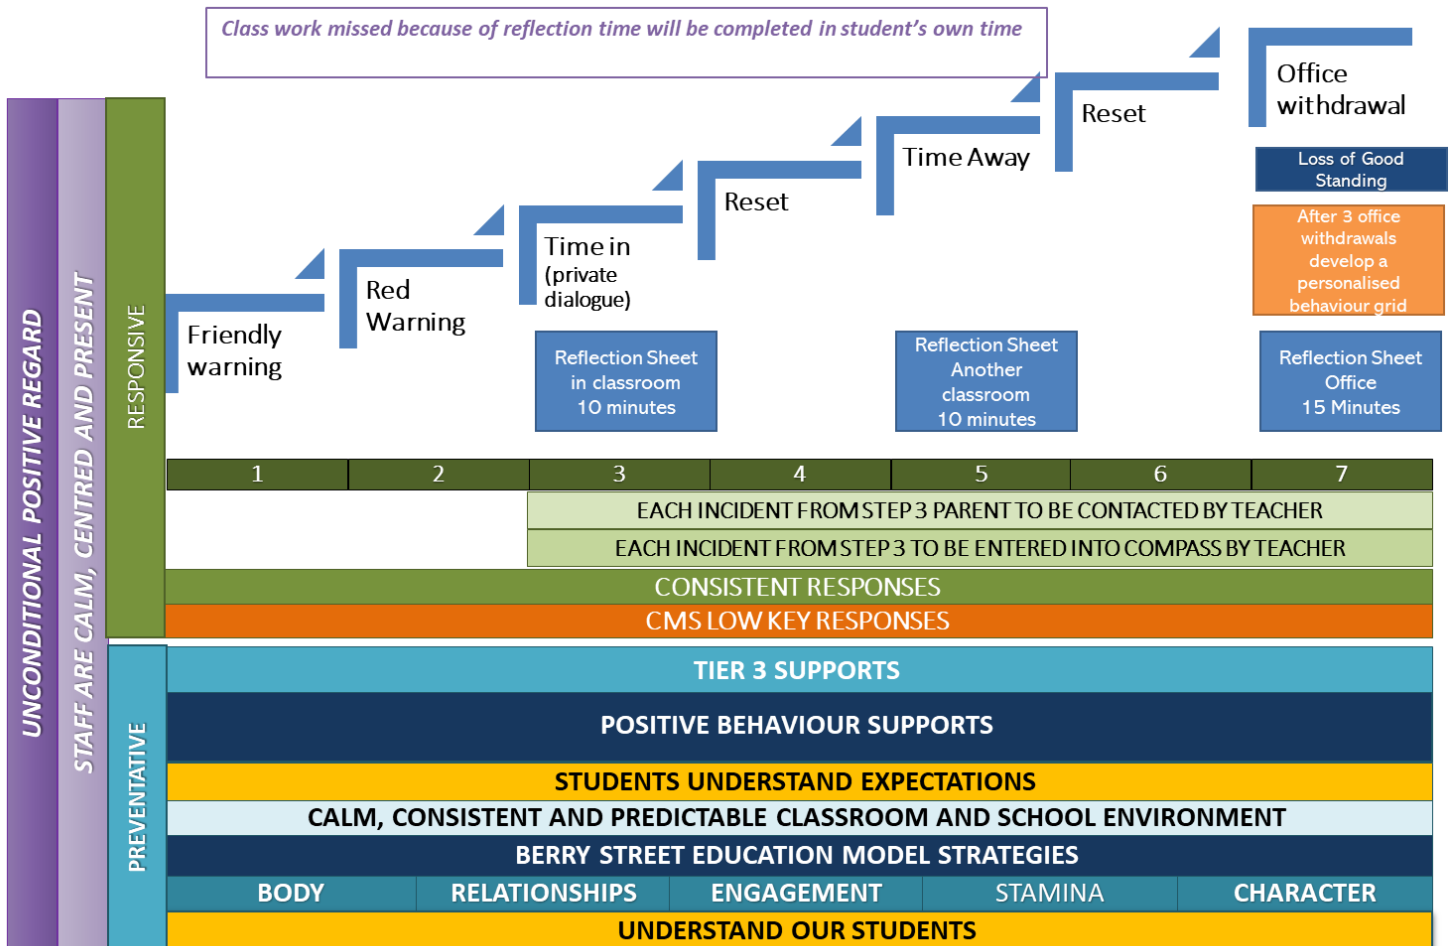 Class work missed because of reflection time will be completed in student's own time
UNCONDITIONAL POSITIVE REGARD
STAFF ARE CALM, CENTRED AND PRESENT
RESPONSIVE
Friendly
warning
Red
Warning
Time in
(private
dialogue)
Reset
Time Away
Reset
Office
withdrawal
Loss of Good
Standing
After 3 office
withdrawals
develop a
personalised
behaviour grid
Reflection Sheet
in classroom
10 minutes
Reflection Sheet
Another
classroom
10 minutes
Reflection Sheet
Office
15 Minutes
1 2 3 4 5 6 7
EACH INCIDENT FROM STEP 3 PARENT TO BE CONTACTED BY TEACHER
EACH INCIDENT FROM STEP 3 TO BE ENTERED INTO COMPASS BY TEACHER
CONSISTENT RESPONSES
CMS LOW KEY RESPONSES
PREVENTATIVE
TIER 3 SUPPORTS
POSITIVE BEHAVIOUR SUPPORTS
STUDENTS UNDERSTAND EXPECTATIONS
CALM, CONSISTENT AND PREDICTABLE CLASSROOM AND SCHOOL ENVIRONMENT
BERRY STREET EDUCATION MODEL STRATEGIES
BODY RELATIONSHIPS ENGAGEMENT STAMINA CHARACTER
UNDERSTAND OUR STUDENTS